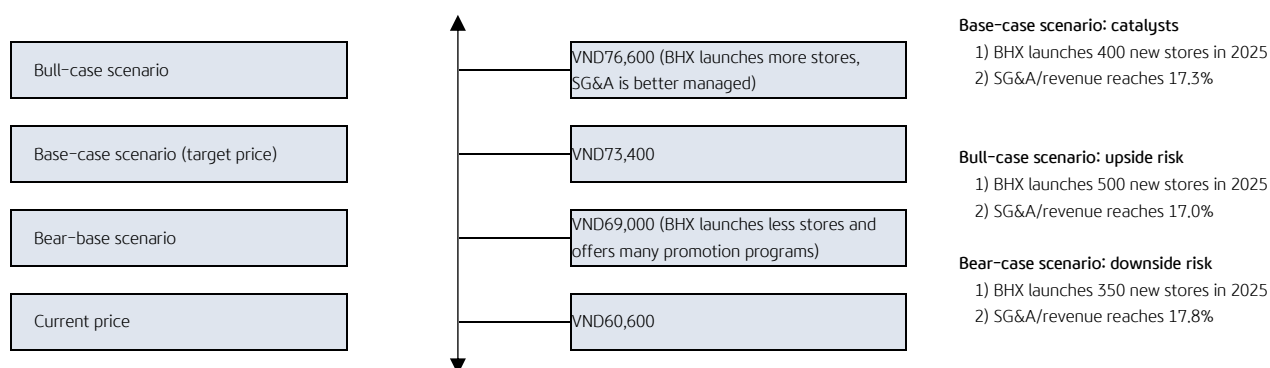 Bull-case scenario
VND76,600 (BHX launches more stores,
SG&A is better managed)
Base-case scenario (target price)
VND73,400
Bear-base scenario
VND69,000 (BHX launches less stores and
offers many promotion programs)
Current price
VND60,600
Base-case scenario: catalysts
1) BHX launches 400 new stores in 2025
2) SG&A/revenue reaches 17.3%
Bull-case scenario: upside risk
1) BHX launches 500 new stores in 2025
2) SG&A/revenue reaches 17.0%
Bear-case scenario: downside risk
1) BHX launches 350 new stores in 2025
2) SG&A/revenue reaches 17.8%